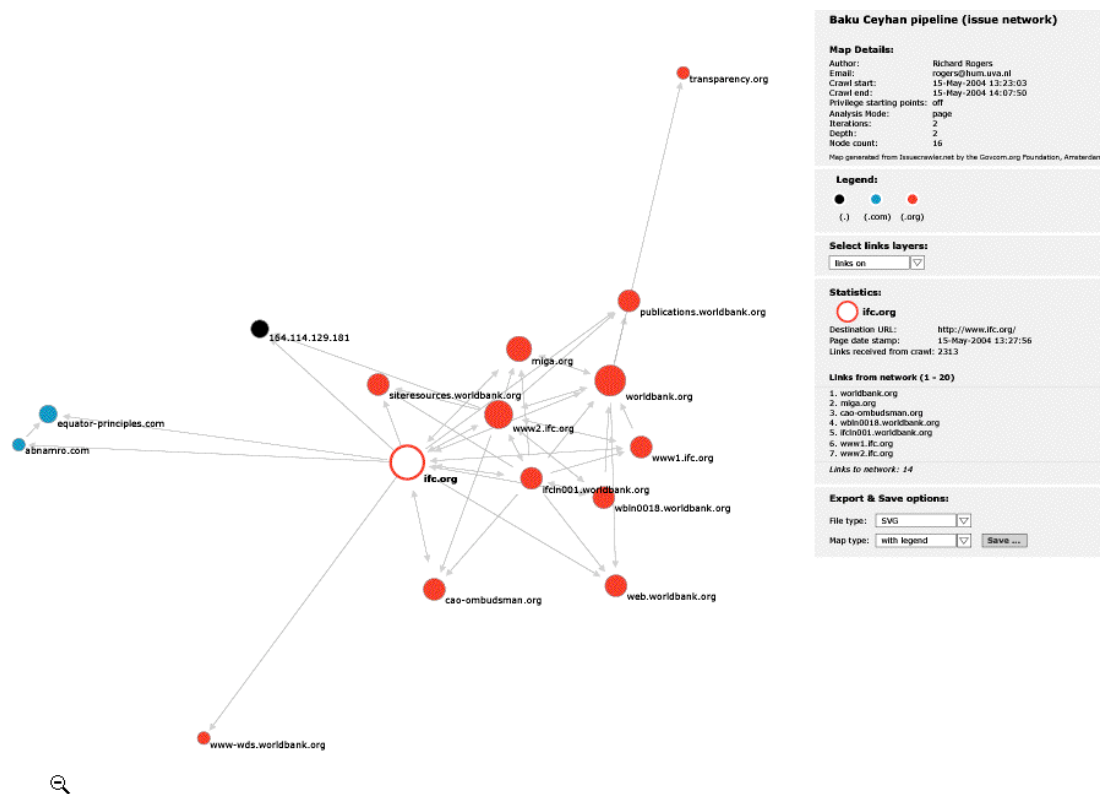 transparency.org
publications.worldbank.org
164.114.129.181
miga.org
worldbank.org
siteresources.worldbank.org
equator-principles.com
www2.ifc.org
abnamro.com
www1.ifc.org
ifc.org
ifcln001.worldbank.org
wbln0018.worldbank.org
web.worldbank.org
cao-ombudsman.org
www-wds.worldbank.org
Baku Ceyhan pipeline (issue network)
Map Details:
Author: Richard Rogers
Email: rogers@hum.uva.nl
Crawl start: 15-May-2004 13:23:03
Crawl end: 15-May-2004 14:07:50
Privilege starting points: off
Analysis Mode: page
Iterations: 2
Depth: 2
Node count: 16
Map generated from Issuecrawler.net by the Govcom.org Foundation, Amsterdam
Legend:
(.) (.com) (.org)
Select links layers:
links on
Statistics:
ifc.org
Destination URL: http://www.ifc.org/
Page date stamp: 15-May-2004 13:27:56
Links received from crawl: 2313
Links from network (1 - 20)
1. worldbank.org
2. miga.org
3. cao-ombudsman.org
4. wbln0018.worldbank.org
5. ifcln001.worldbank.org
6. www1.ifc.org
7. www2.ifc.org
Links to network: 14
Export & Save options:
File type: SVG
Map type: with legend Save ...